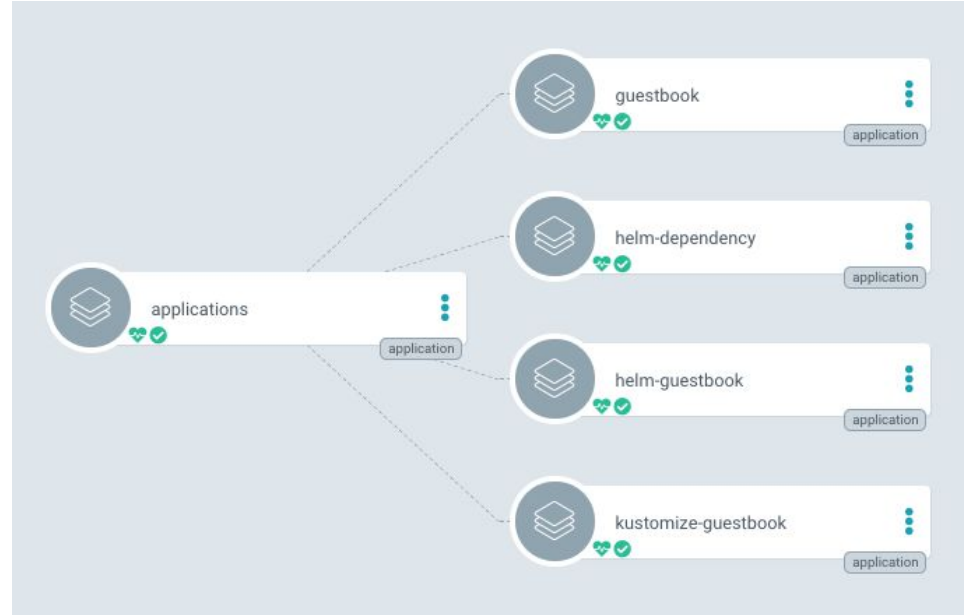 guestbook
application
helm-dependency
application
applications
application
helm-guestbook
application
kustomize-guestbook
application